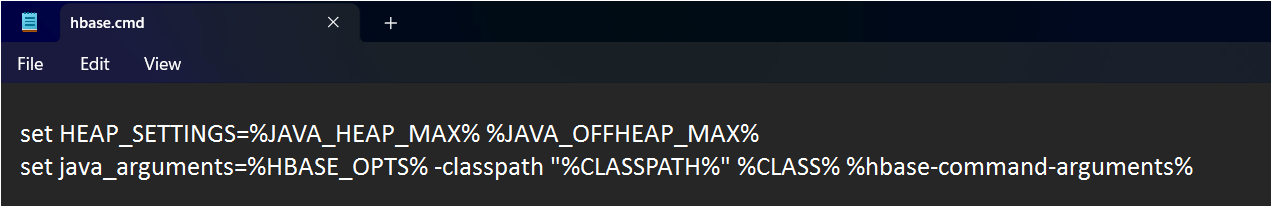 hbase.cmd
File Edit View
set HEAP_SETTINGS=%JAVA_HEAP_MAX% %JAVA_OFFHEAP_MAX%
set java_arguments=%HBASE_OPTS% -classpath "%CLASSPATH%" %CLASS% %hbase-command-arguments%